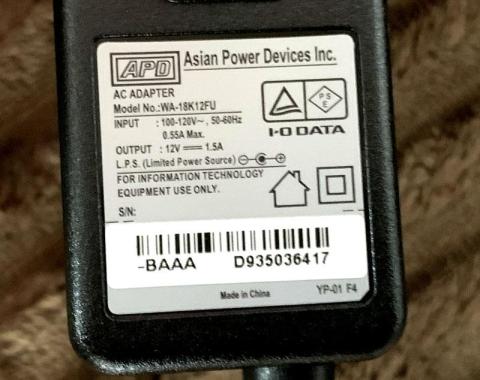 APD Asian Power Devices Inc.
AC ADAPTER
Model No.:WA-18K12FU
INPUT : 100-120V~, 50-60Hz
0.55A Max.
OUTPUT : 12V 1.5A
L.P.S. (Limited Power Source)
FOR INFORMATION TECHNOLOGY
EQUIPMENT USE ONLY.
PSE
I-O DATA
S/N:
-BAAA D935036417
Made in China YP-01 F4